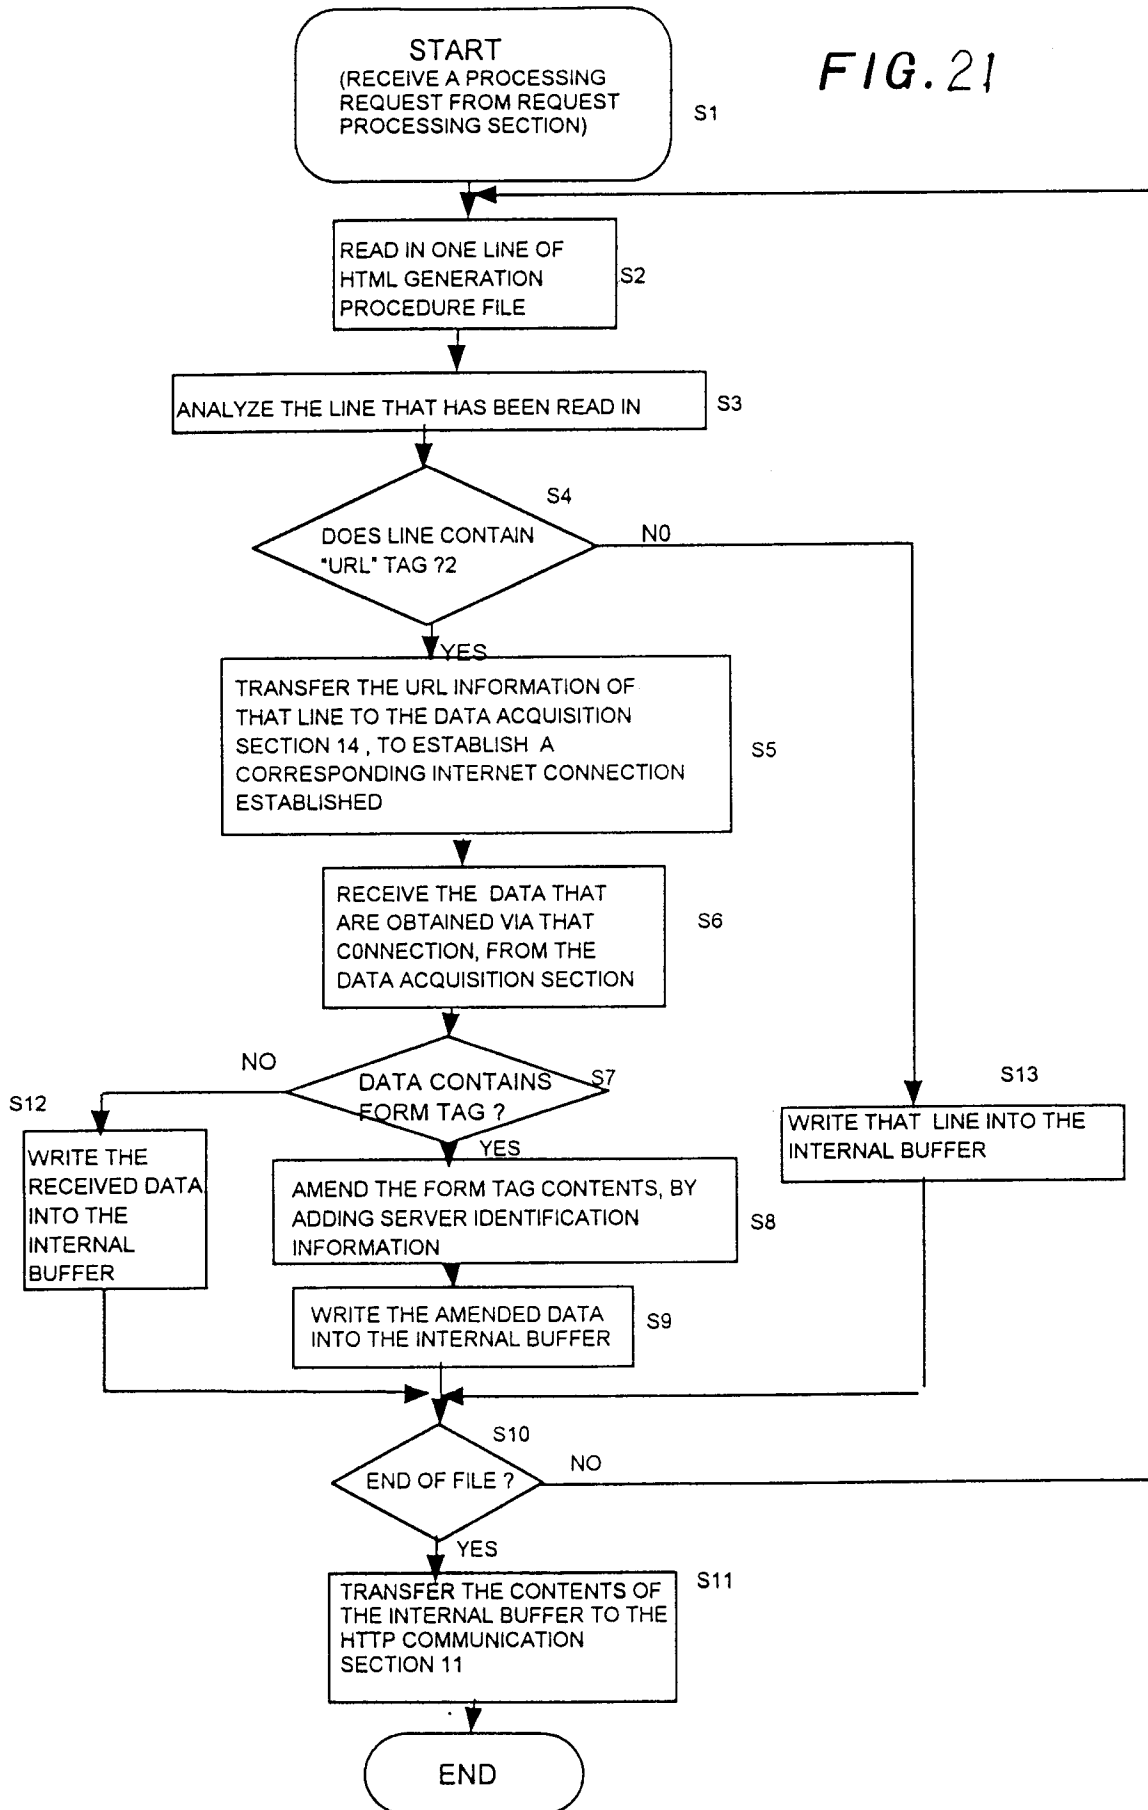 FIG.21
START
(RECEIVE A PROCESSING
REQUEST FROM REQUEST
PROCESSING SECTION)
S1
READ IN ONE LINE OF
HTML GENERATION
PROCEDURE FILE
S2
ANALYZE THE LINE THAT HAS BEEN READ IN
S3
S4
DOES LINE CONTAIN
"URL" TAG ?2
N0
YES
TRANSFER THE URL INFORMATION OF
THAT LINE TO THE DATA ACQUISITION
SECTION 14 , TO ESTABLISH A
CORRESPONDING INTERNET CONNECTION
ESTABLISHED
S5
RECEIVE THE DATA THAT
ARE OBTAINED VIA THAT
C0NNECTION, FROM THE
DATA ACQUISITION SECTION
S6
NO
DATA CONTAINS
FORM TAG ?
S7
S12
WRITE THE
RECEIVED DATA
INTO THE
INTERNAL
BUFFER
YES
AMEND THE FORM TAG CONTENTS, BY
ADDING SERVER IDENTIFICATION
INFORMATION
S8
S13
WRITE THAT LINE INTO THE
INTERNAL BUFFER
WRITE THE AMENDED DATA
INTO THE INTERNAL BUFFER
S9
S10
END OF FILE ?
NO
YES
TRANSFER THE CONTENTS OF
THE INTERNAL BUFFER TO THE
HTTP COMMUNICATION
SECTION 11
S11
END